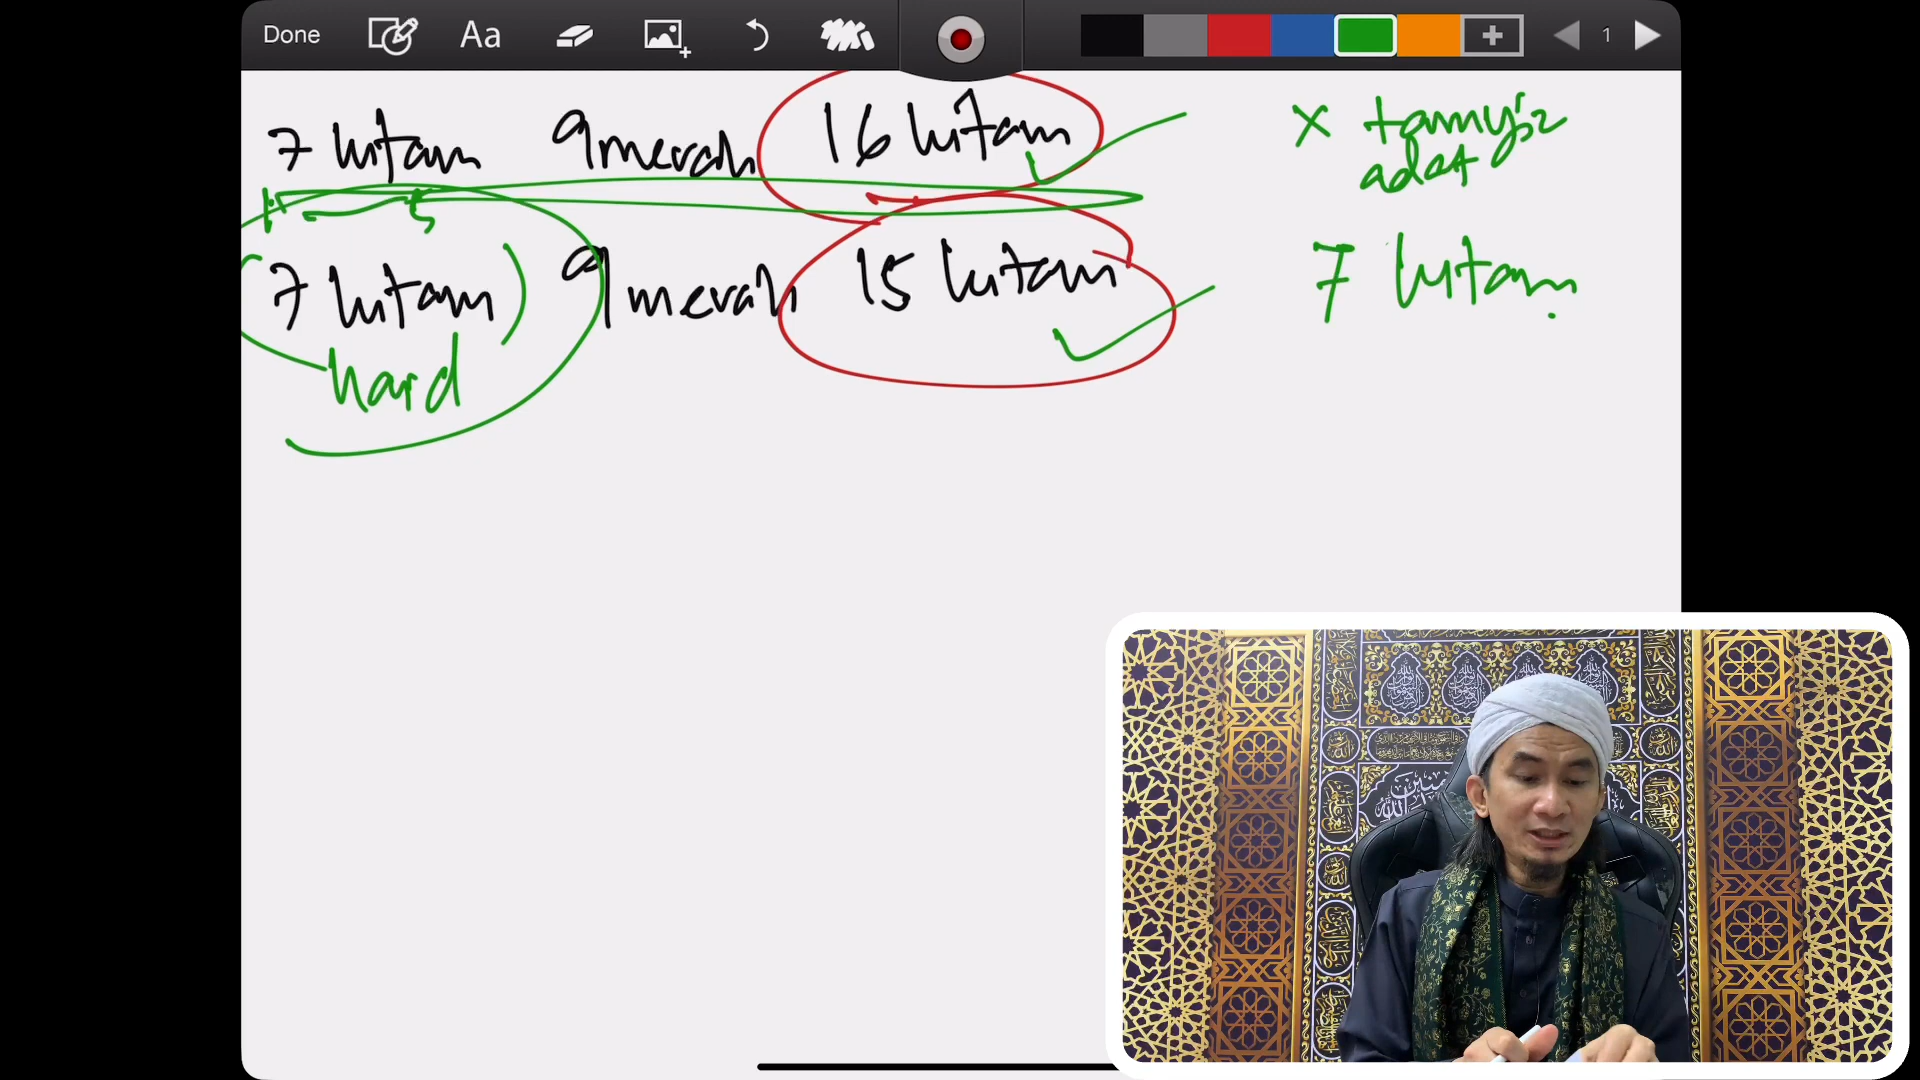 Done Aa 1
7 hitam 9 merah 16 hitam x tamyiz
adat
7 hitam 9 merah 15 hitam 7 hitam
haid